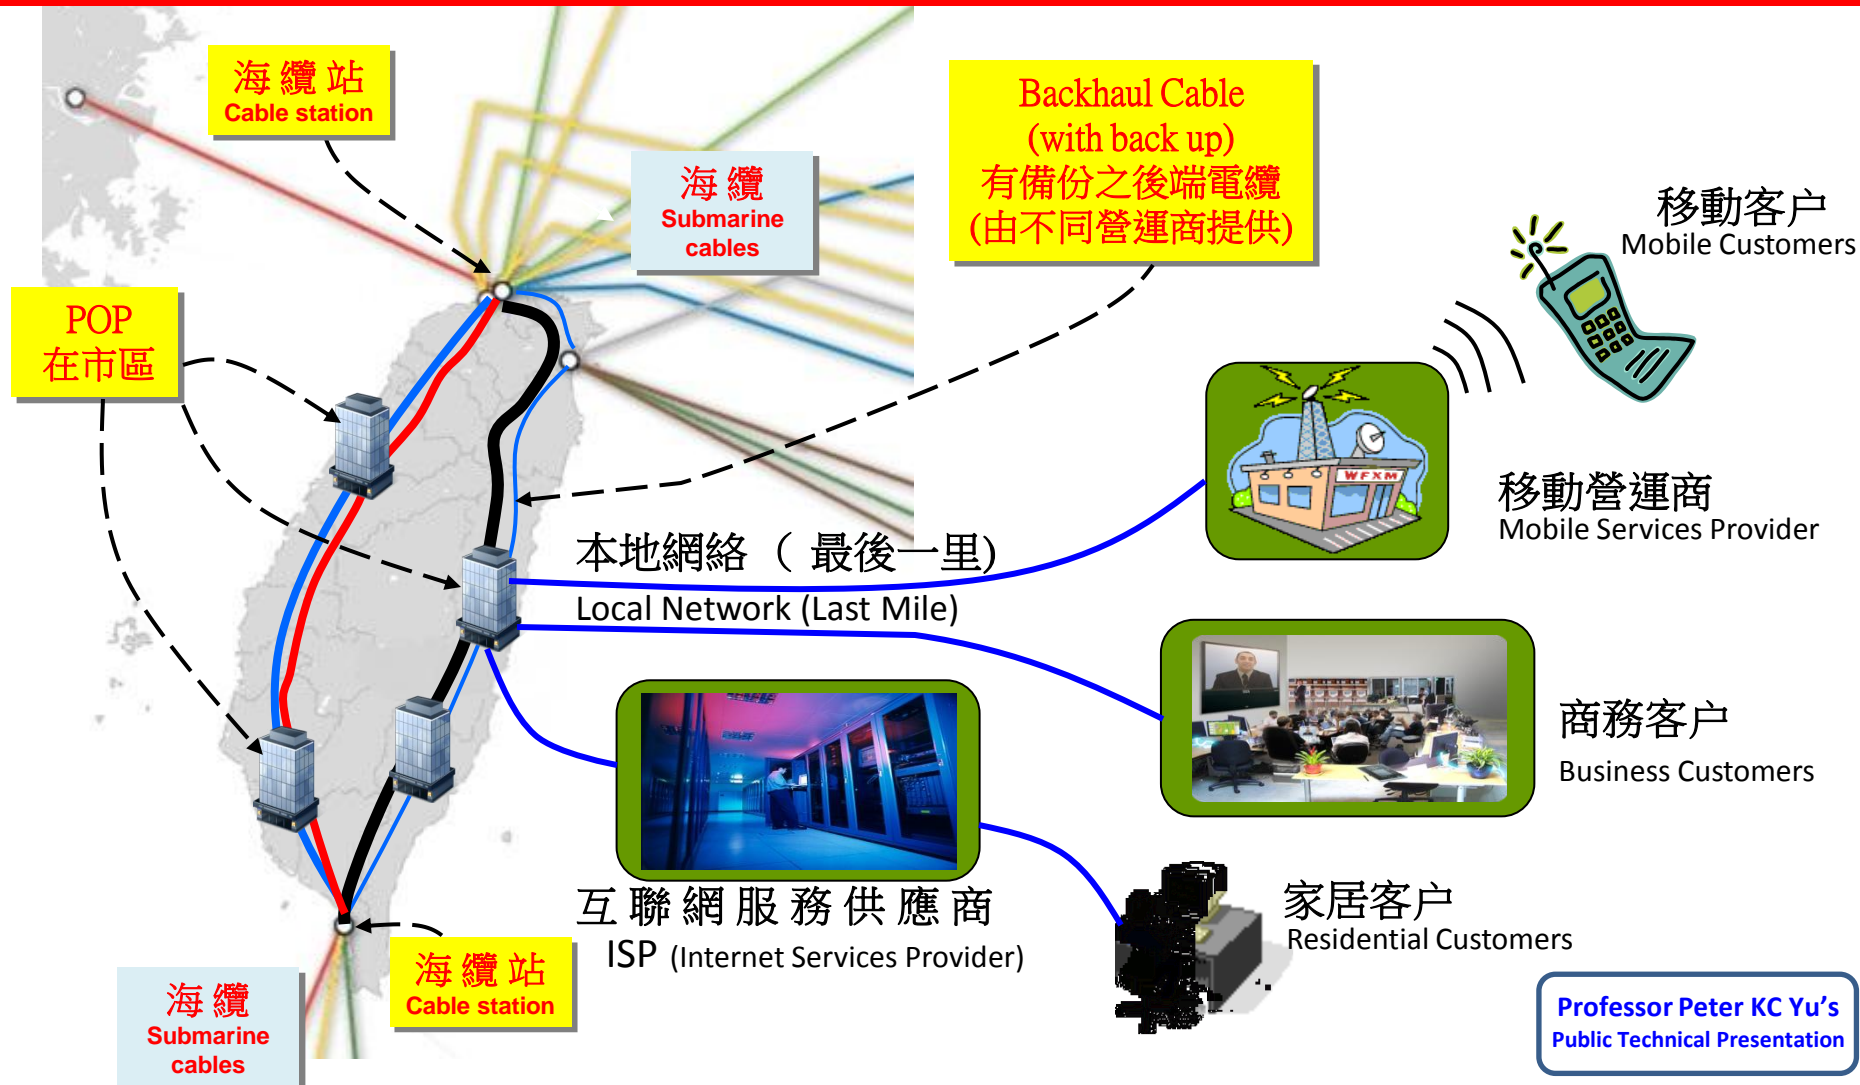 海 纜 站
Cable station
海 纜
Submarine
cables
Backhaul Cable
(with back up)
有備份之後端電纜
(由不同營運商提供)
移動客户
Mobile Customers
POP
在市區
WFXM
移動營運商
Mobile Services Provider
本地網絡 （ 最後一里)
Local Network (Last Mile)
商務客户
Business Customers
互 聯 網 服 務 供 應 商
ISP (Internet Services Provider)
家居客户
Residential Customers
海 纜 站
Cable station
海 纜
Submarine
cables
Professor Peter KC Yu’s
Public Technical Presentation